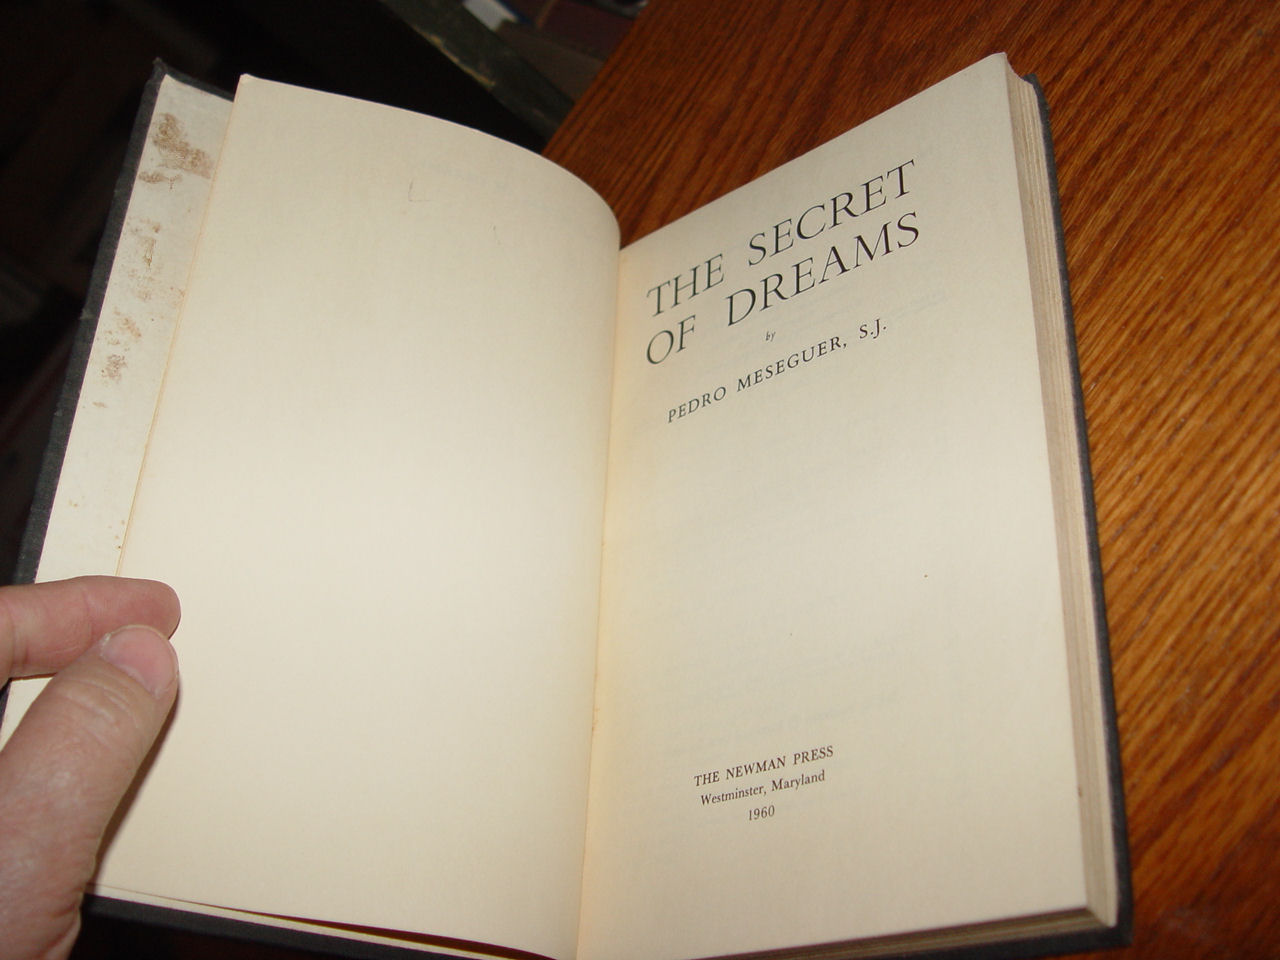 THE SECRET
OF DREAMS
by
PEDRO MESEGUER, S.J.
THE NEWMAN PRESS
Westminster, Maryland
1960